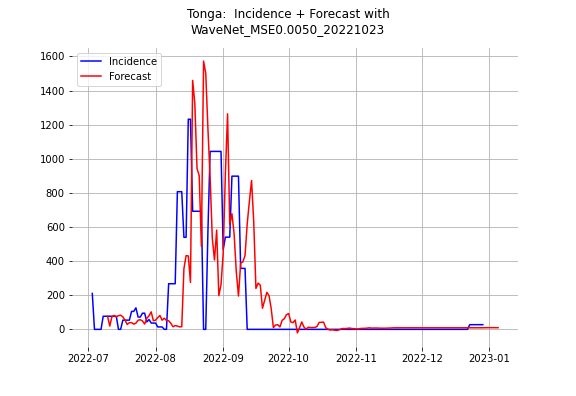 Tonga:  Incidence + Forecast with
WaveNet_MSE0.0050_20221023
Incidence
Forecast
1600
1400
1200
1000
800
600
400
200
0
2022-07 2022-08 2022-09 2022-10 2022-11 2022-12 2023-01